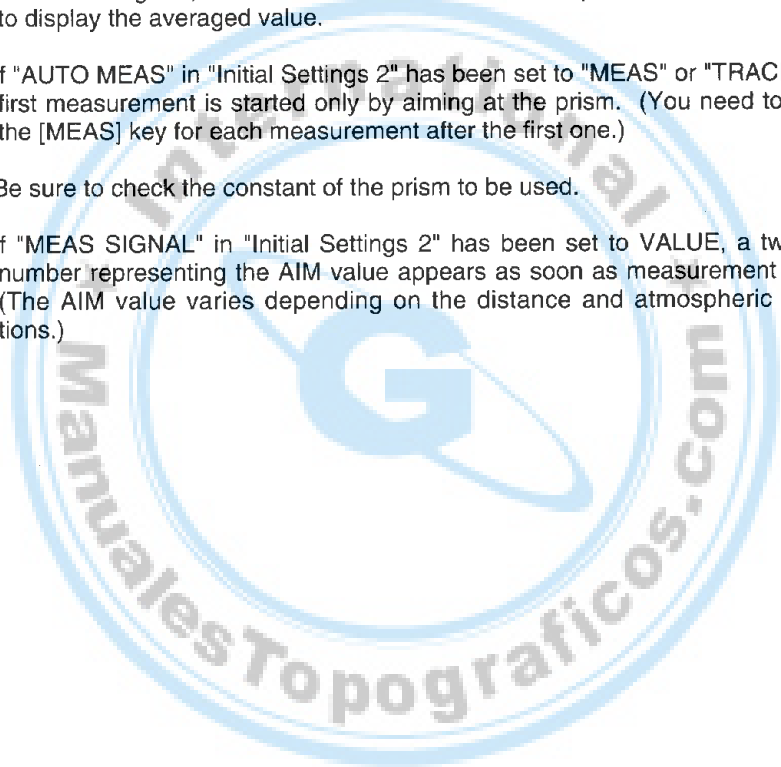 to display the averaged value.
f "AUTO MEAS" in "Initial Settings 2" has been set to "MEAS" or "TRAC
first measurement is started only by aiming at the prism. (You need to
the [MEAS] key for each measurement after the first one.)
Be sure to check the constant of the prism to be used.
f "MEAS SIGNAL" in "Initial Settings 2" has been set to VALUE, a tw
number representing the AIM value appears as soon as measurement
(The AIM value varies depending on the distance and atmospheric
tions.)
International
ManualesTopograficos.com
G